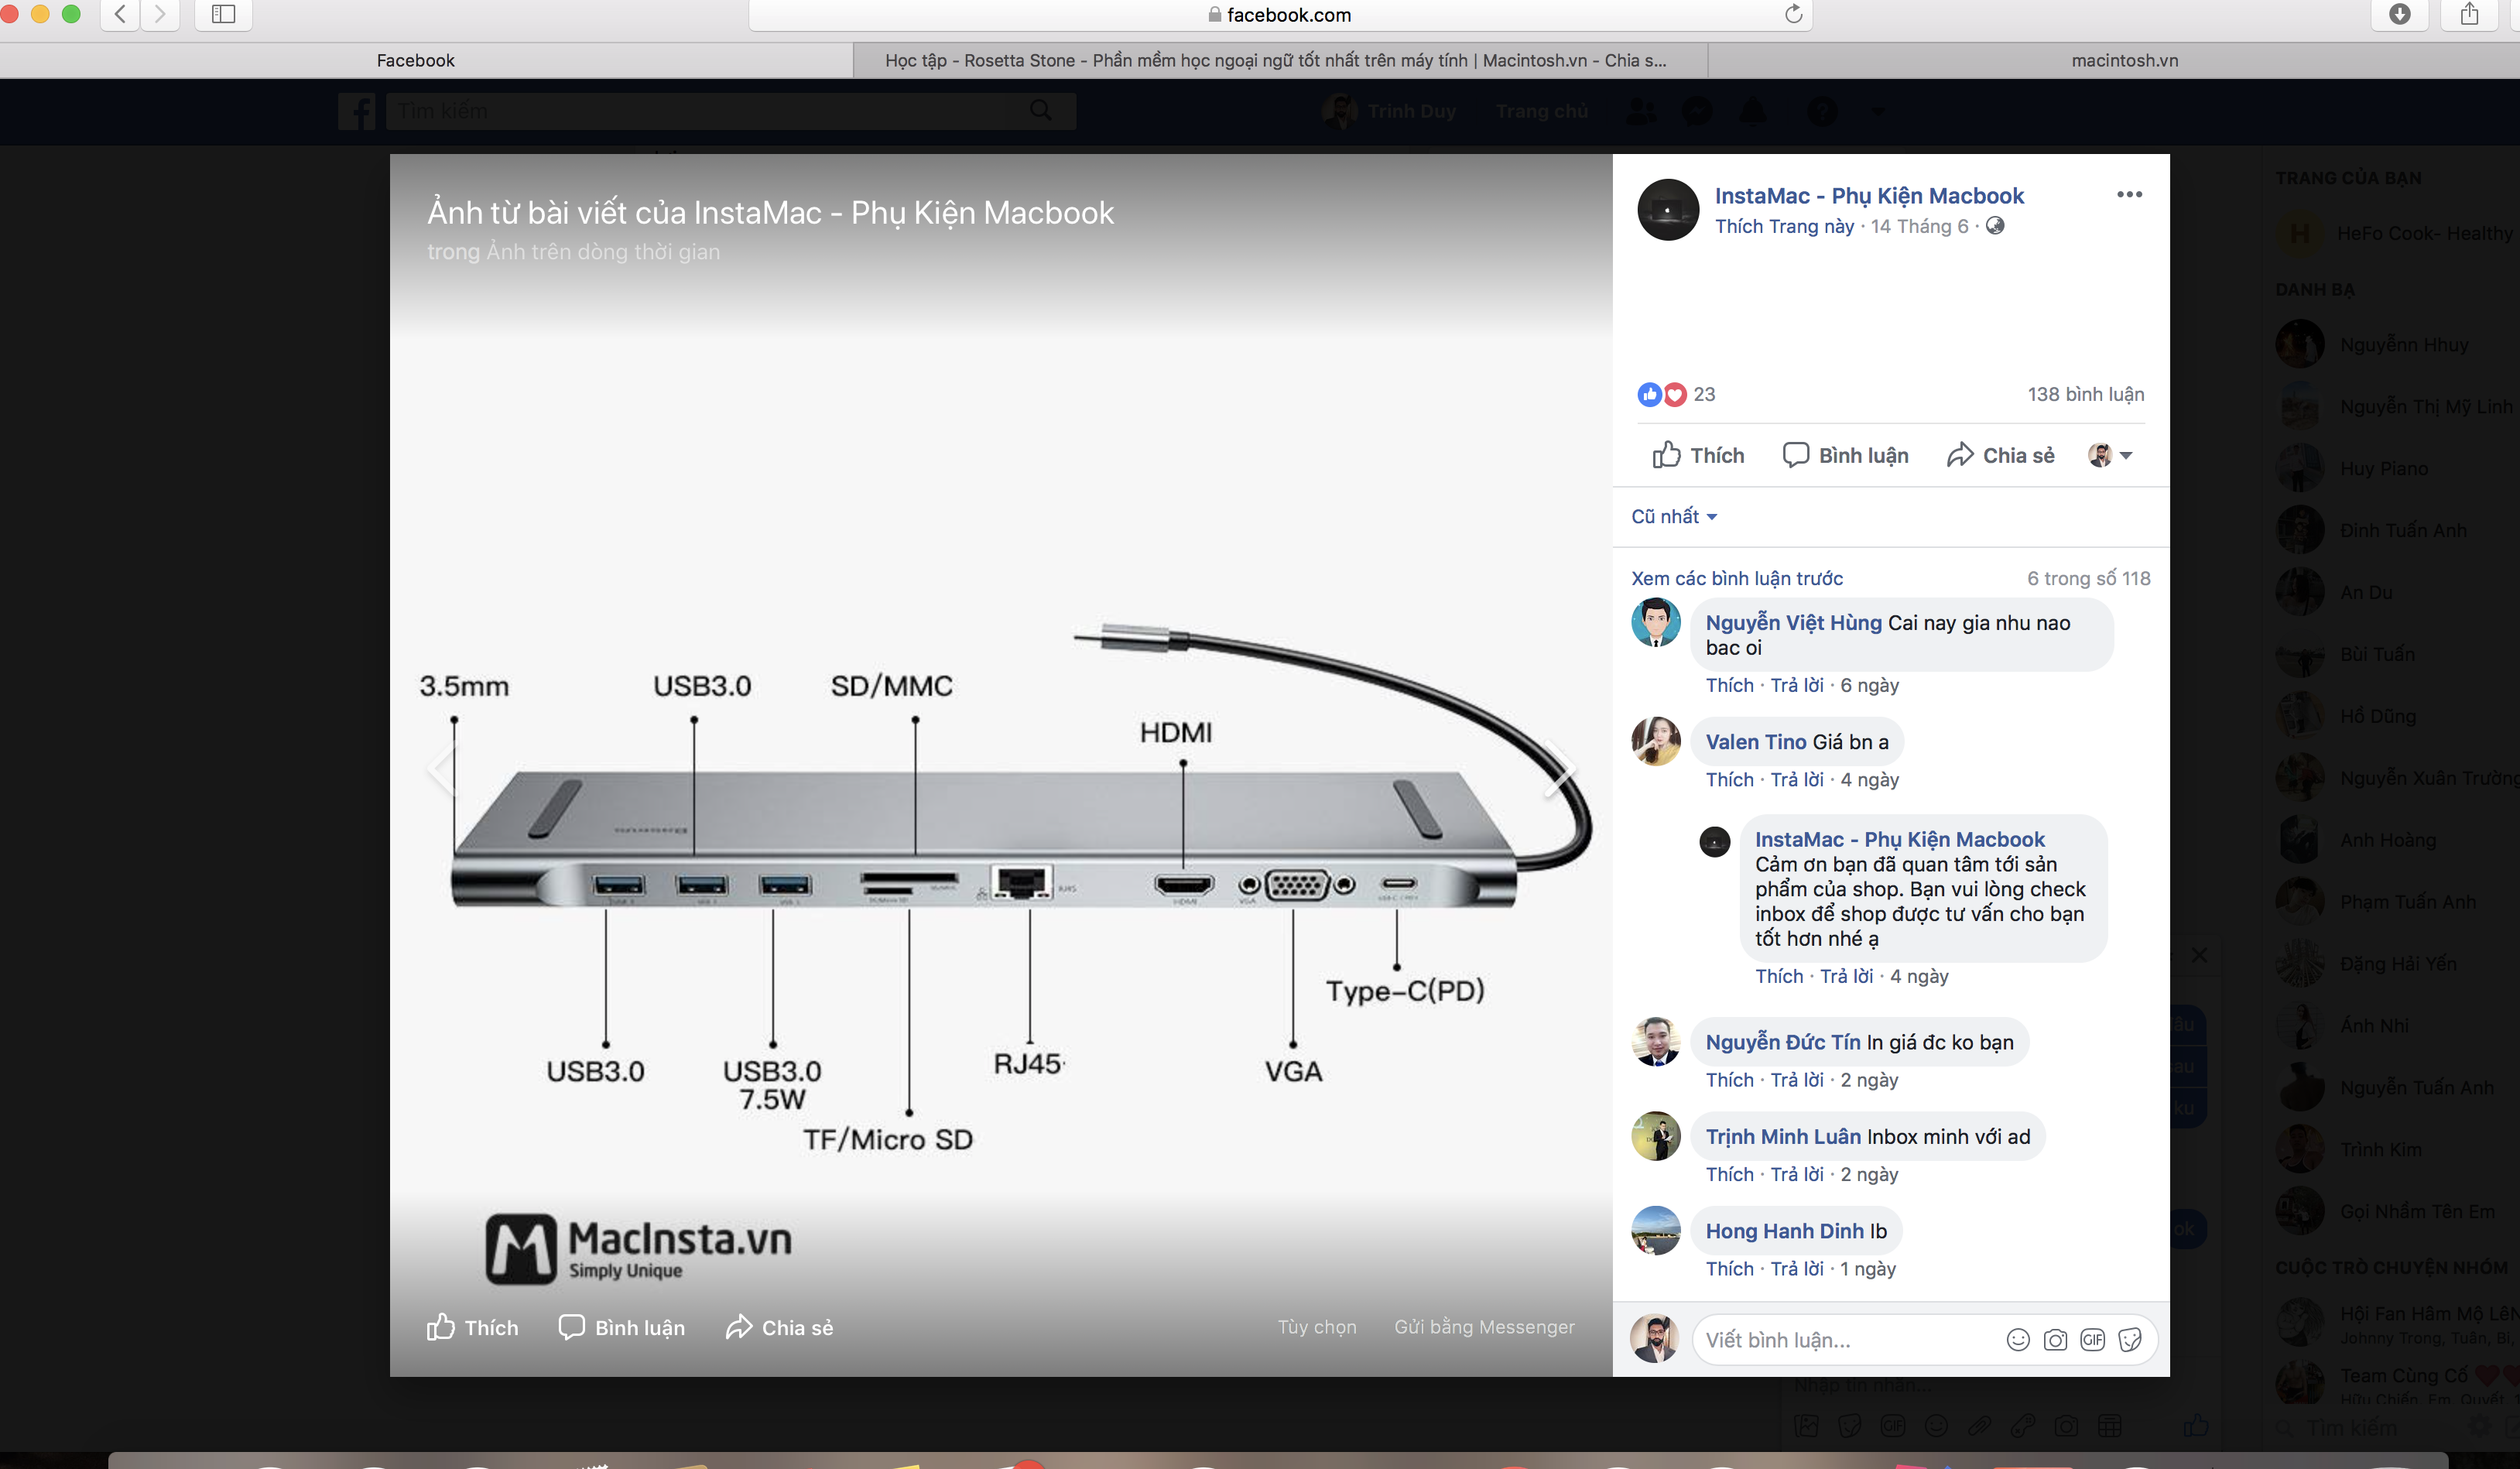 facebook.com
Facebook
Học tập - Rosetta Stone - Phần mềm học ngoại ngữ tốt nhất trên máy tính | Macintosh.vn - Chia s...
macintosh.vn
Tìm kiếm
Trinh Duy
Trang chủ
Ảnh từ bài viết của InstaMac - Phụ Kiện Macbook
trong Ảnh trên dòng thời gian
3.5mm
USB3.0
SD/MMC
HDMI
Baseus
RJ45
HDMI
VGA
Type-C(PD)
USB3.0
USB3.0
7.5W
RJ45
VGA
TF/Micro SD
MacInsta.vn
Simply Unique
Thích
Bình luận
Chia sẻ
Tùy chọn
Gửi bằng Messenger
InstaMac - Phụ Kiện Macbook
Thích Trang này · 14 Tháng 6 ·
23
138 bình luận
Thích
Bình luận
Chia sẻ
Cũ nhất
Xem các bình luận trước
6 trong số 118
Nguyễn Việt Hùng Cai nay gia nhu nao
bac oi
Thích · Trả lời · 6 ngày
Valen Tino Giá bn a
Thích · Trả lời · 4 ngày
InstaMac - Phụ Kiện Macbook
Cảm ơn bạn đã quan tâm tới sản
phẩm của shop. Bạn vui lòng check
inbox để shop được tư vấn cho bạn
tốt hơn nhé ạ
Thích · Trả lời · 4 ngày
Nguyễn Đức Tín In giá đc ko bạn
Thích · Trả lời · 2 ngày
Trịnh Minh Luân Inbox minh với ad
Thích · Trả lời · 2 ngày
Hong Hanh Dinh Ib
Thích · Trả lời · 1 ngày
Viết bình luận...
GIF
TRANG CỦA BẠN
H
HeFo Cook- Healthy
DANH BẠ
Nguyễnn Hhuy
Nguyễn Thị Mỹ Linh
Huy Piano
Đinh Tuấn Anh
An Du
Bùi Tuấn
Hồ Dũng
Nguyễn Xuân Trường
Anh Hoàng
Phạm Tuấn Anh
Đặng Hải Yến
Ánh Nhi
Nguyễn Tuấn Anh
Trình Kim
Gọi Nhầm Tên Em
CUỘC TRÒ CHUYỆN NHÓM
Hội Fan Hâm Mộ LêN
Johnny Trong, Tuân, Bi,
Team Củng Cố
Hữu Chiến, Em, Quyết,
Tìm kiếm
ku
ok
Nhập tin nhắn...
GIF